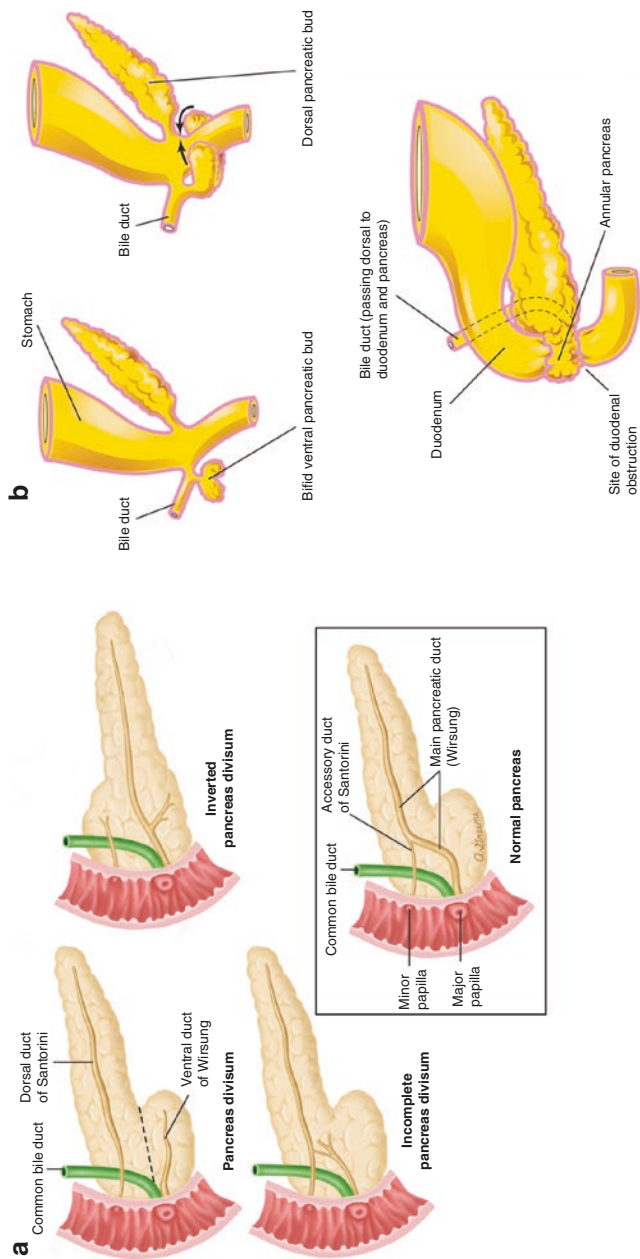 a
Common bile duct
Dorsal duct
of Santorini
Ventral duct
of Wirsung
Pancreas divisum
Inverted
pancreas divisum
Incomplete
pancreas divisum
Common bile duct
Accessory duct
of Santorini
Main pancreatic duct
(Wirsung)
Minor
papilla
Major
papilla
Normal pancreas
b
Stomach
Bile duct
Bifid ventral pancreatic bud
Bile duct
Dorsal pancreatic bud
Bile duct (passing dorsal to
duodenum and pancreas)
Duodenum
Site of duodenal
obstruction
Annular pancreas